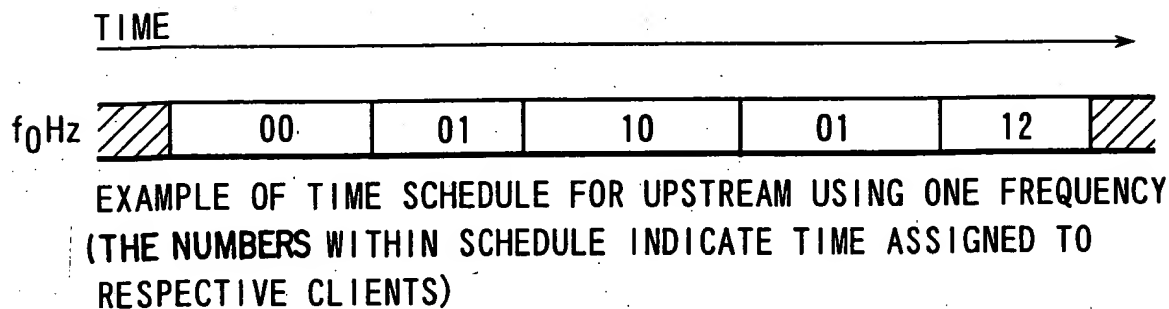 TIME
f0Hz 00 01 10 01 12
EXAMPLE OF TIME SCHEDULE FOR UPSTREAM USING ONE FREQUENCY
(THE NUMBERS WITHIN SCHEDULE INDICATE TIME ASSIGNED TO
RESPECTIVE CLIENTS)